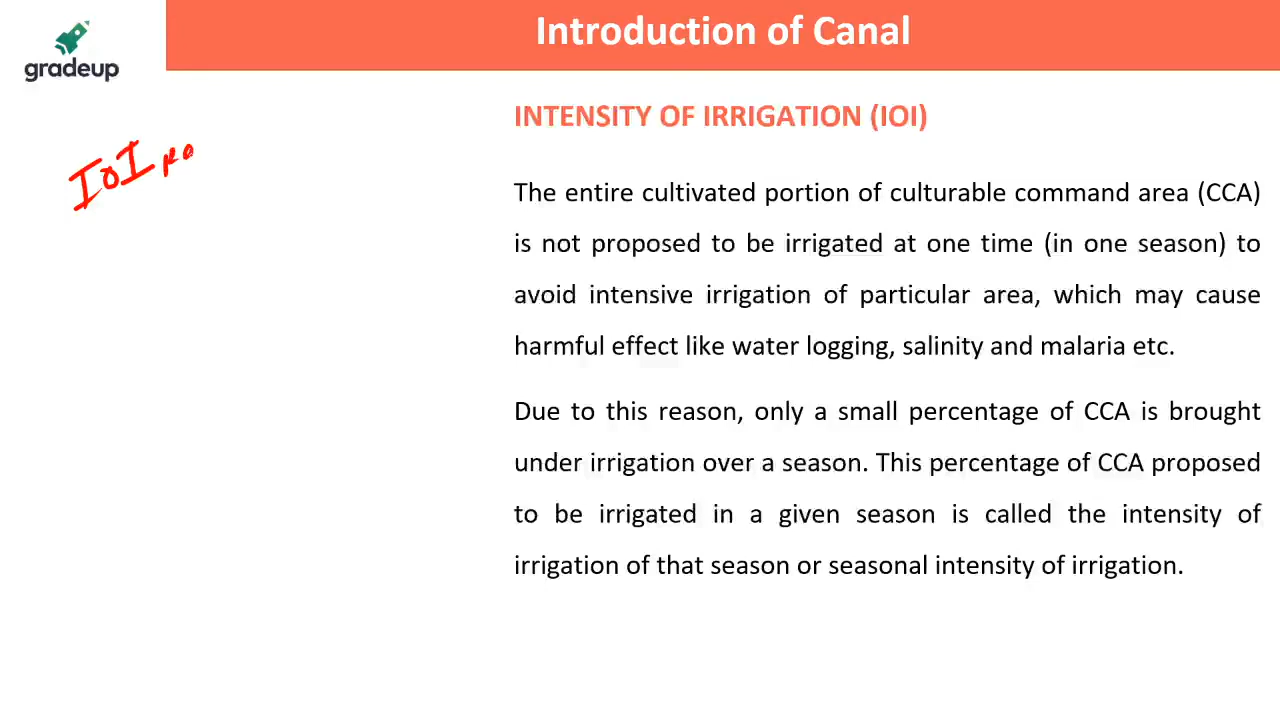 Introduction of Canal
gradeup
INTENSITY OF IRRIGATION (IOI)
IOI
The entire cultivated portion of culturable command area (CCA)
is not proposed to be irrigated at one time (in one season) to
avoid intensive irrigation of particular area, which may cause
harmful effect like water logging, salinity and malaria etc.
Due to this reason, only a small percentage of CCA is brought
under irrigation over a season. This percentage of CCA proposed
to be irrigated in a given season is called the intensity of
irrigation of that season or seasonal intensity of irrigation.